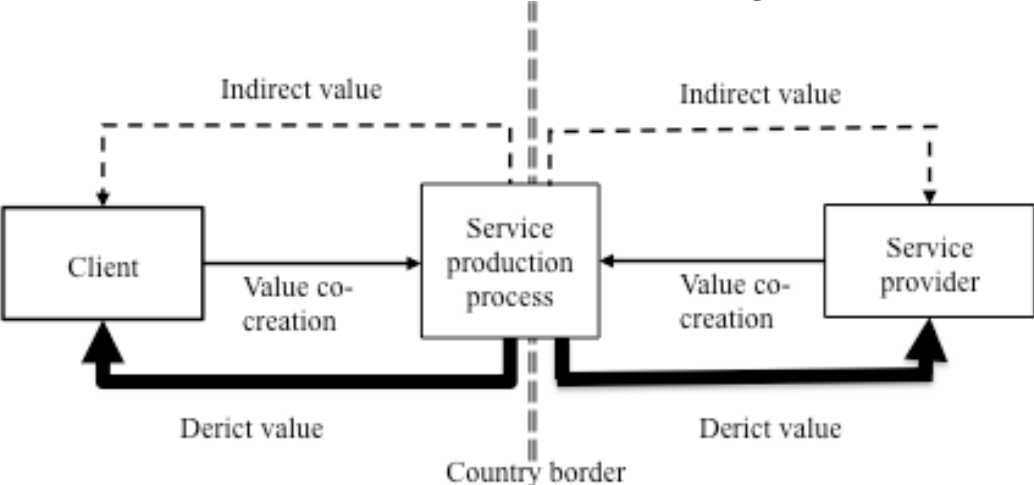 Indirect value
Indirect value
Client
Service
production
process
Service
provider
Value co-
creation
Value co-
creation
Derict value
Derict value
Country border